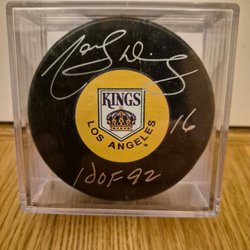 KINGS
LOS ANGELES
16
HOF 92